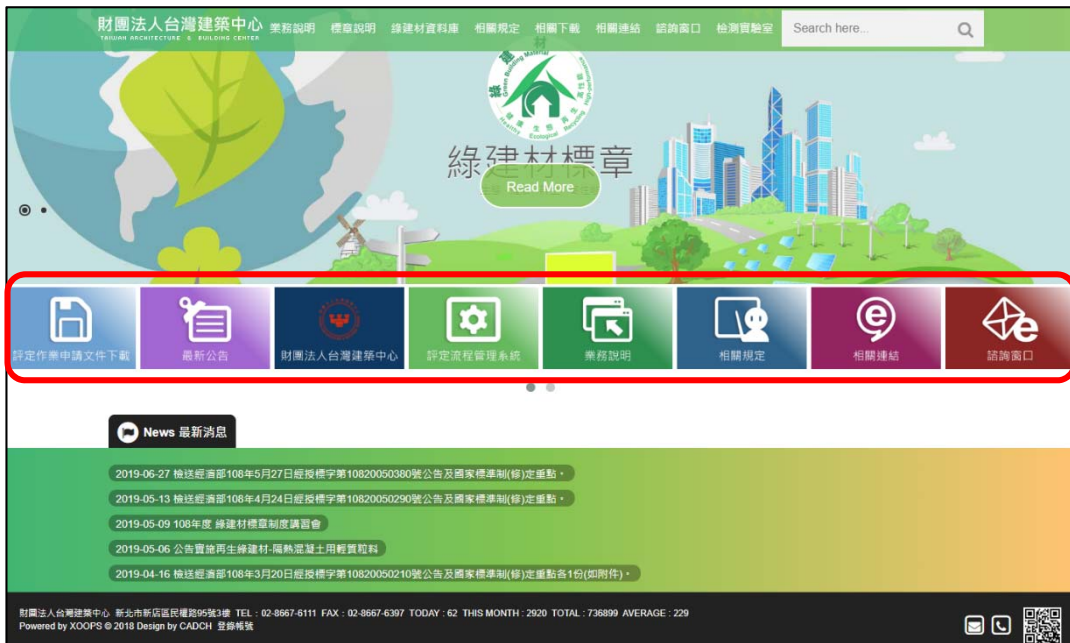 財團法人台灣建築中心
TAIWAN ARCHITECTURE & BUILDING CENTER
業務說明 標章說明 綠建材資料庫 相關規定 相關下載 相關連結 諮詢窗口 檢測實驗室 Search here...
綠建材
Green Building Material
健康 生態 再生 高性能
Healthy Ecological Recycling
綠建材標章
Read More
評定作業申請文件下載 最新公告 財團法人台灣建築中心 評定流程管理系統 業務說明 相關規定 相關連結 諮詢窗口
News 最新消息
2019-06-27 檢送經濟部108年5月27日經授標字第10820050380號公告及國家標準制(修)定重點。
2019-05-13 檢送經濟部108年4月24日經授標字第10820050290號公告及國家標準制(修)定重點。
2019-05-09 108年度 綠建材標章制度講習會
2019-05-06 公告實施再生綠建材-隔熱混凝土用輕質粒料
2019-04-16 檢送經濟部108年3月20日經授標字第10820050210號公告及國家標準制(修)定重點各1份(如附件)。
財團法人台灣建築中心 新北市新店區民權路95號3樓 TEL : 02-8667-6111 FAX : 02-8667-6397 TODAY : 62 THIS MONTH : 2920 TOTAL : 736899 AVERAGE : 229
Powered by XOOPS © 2018 Design by CADCH 登錄帳號